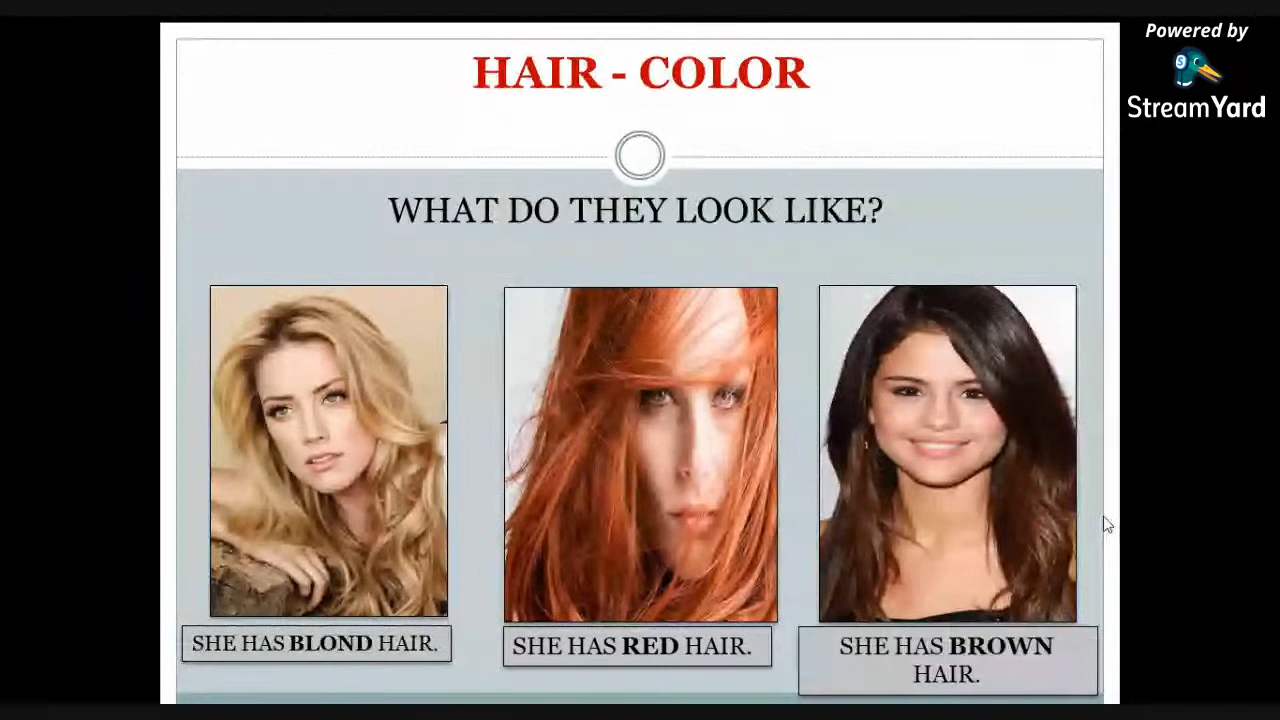 Powered by
StreamYard
HAIR - COLOR
WHAT DO THEY LOOK LIKE?
SHE HAS BLOND HAIR.
SHE HAS RED HAIR.
SHE HAS BROWN
HAIR.